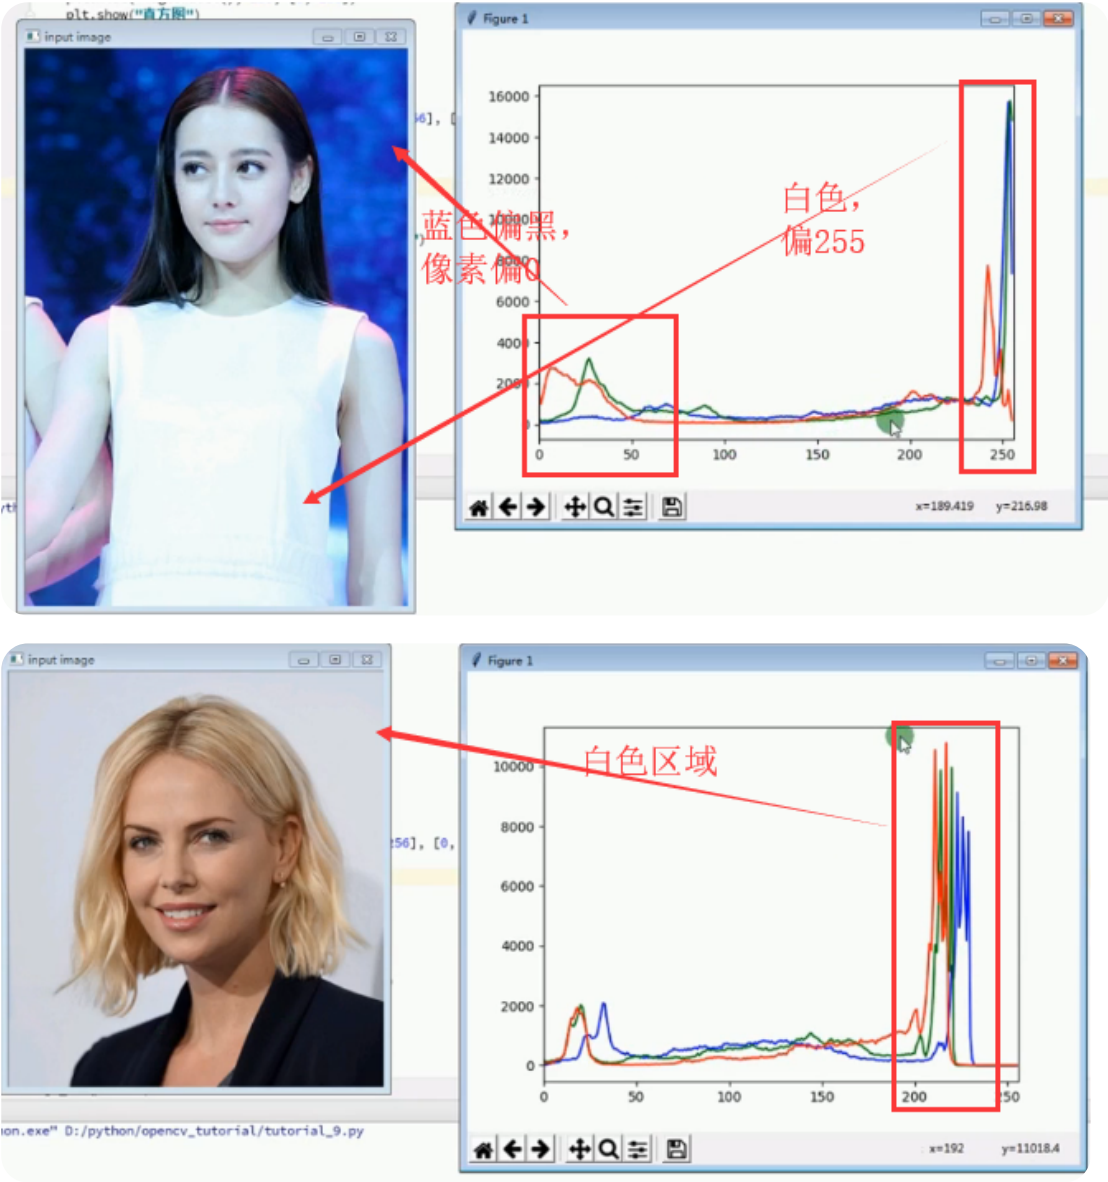 plt.show("直方图")
input image
Figure 1
16000
14000
12000
10000
8000
6000
4000
2000
0
0
50
100
150
200
250
蓝色偏黑，
像素偏0
白色，
偏255
x=189.419 y=216.98
input image
Figure 1
10000
8000
6000
4000
2000
0
0
50
100
150
200
250
白色区域
256], [0,
on.exe" D:/python/opencv_tutorial/tutorial_9.py
x=192 y=11018.4